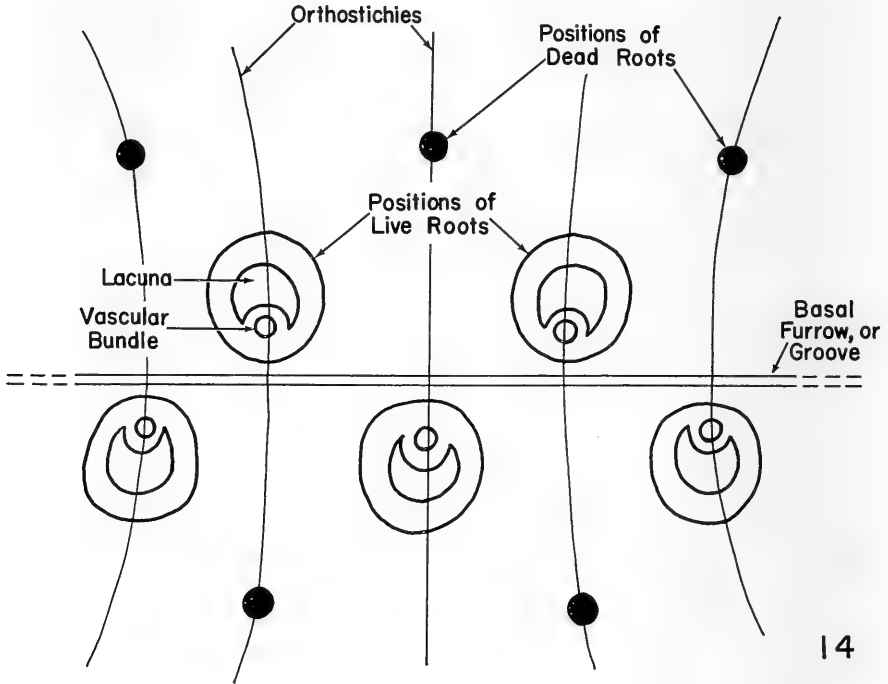 Orthostichies
Positions of
Dead Roots
Positions of
Live Roots
Lacuna
Vascular
Bundle
Basal
Furrow, or
Groove
14